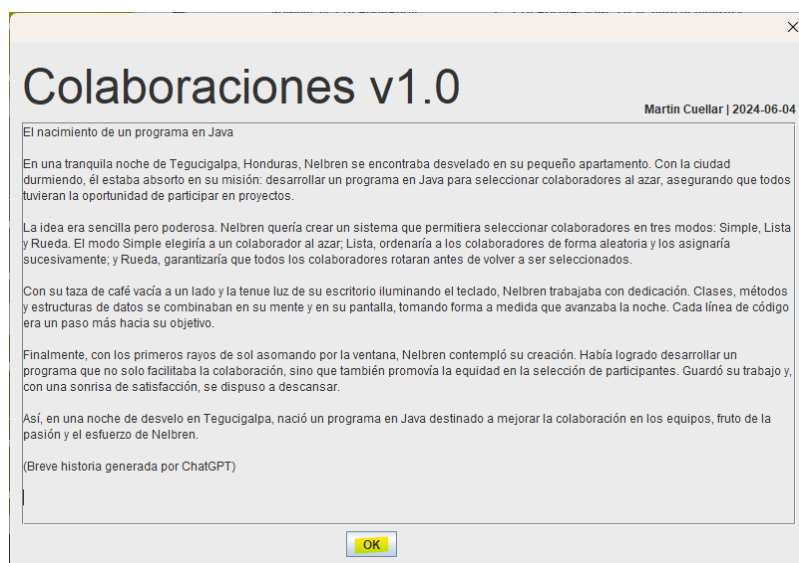 Colaboraciones v1.0
Martin Cuellar | 2024-06-04
El nacimiento de un programa en Java
En una tranquila noche de Tegucigalpa, Honduras, Nelbren se encontraba desvelado en su pequeño apartamento. Con la ciudad
durmiendo, él estaba absorto en su misión: desarrollar un programa en Java para seleccionar colaboradores al azar, asegurando que todos
tuvieran la oportunidad de participar en proyectos.
La idea era sencilla pero poderosa. Nelbren quería crear un sistema que permitiera seleccionar colaboradores en tres modos: Simple, Lista
y Rueda. El modo Simple elegiría a un colaborador al azar; Lista, ordenaría a los colaboradores de forma aleatoria y los asignaría
sucesivamente; y Rueda, garantizaría que todos los colaboradores rotaran antes de volver a ser seleccionados.
Con su taza de café vacía a un lado y la tenue luz de su escritorio iluminando el teclado, Nelbren trabajaba con dedicación. Clases, métodos
y estructuras de datos se combinaban en su mente y en su pantalla, tomando forma a medida que avanzaba la noche. Cada línea de código
era un paso más hacia su objetivo.
Finalmente, con los primeros rayos de sol asomando por la ventana, Nelbren contempló su creación. Había logrado desarrollar un
programa que no solo facilitaba la colaboración, sino que también promovía la equidad en la selección de participantes. Guardó su trabajo y,
con una sonrisa de satisfacción, se dispuso a descansar.
Así, en una noche de desvelo en Tegucigalpa, nació un programa en Java destinado a mejorar la colaboración en los equipos, fruto de la
pasión y el esfuerzo de Nelbren.
(Breve historia generada por ChatGPT)
OK